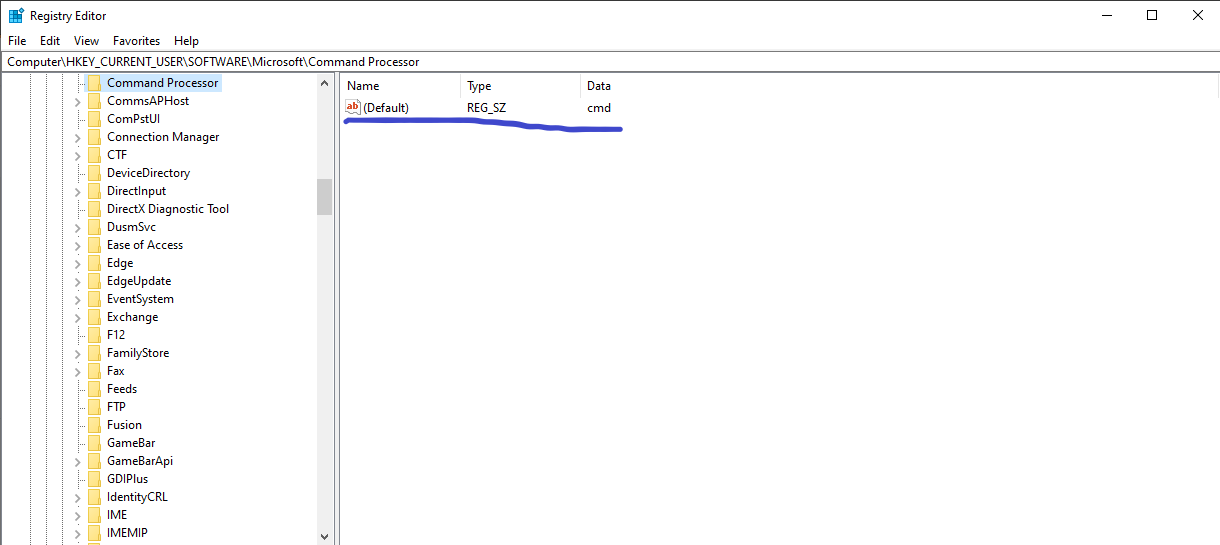 Registry Editor
File Edit View Favorites Help
Computer\HKEY_CURRENT_USER\SOFTWARE\Microsoft\Command Processor
Command Processor
CommsAPHost
ComPstUI
Connection Manager
CTF
DeviceDirectory
DirectInput
DirectX Diagnostic Tool
DusmSvc
Ease of Access
Edge
EdgeUpdate
EventSystem
Exchange
F12
FamilyStore
Fax
Feeds
FTP
Fusion
GameBar
GameBarApi
GDIPlus
IdentityCRL
IME
IMEMIP
Name Type Data
ab (Default) REG_SZ cmd